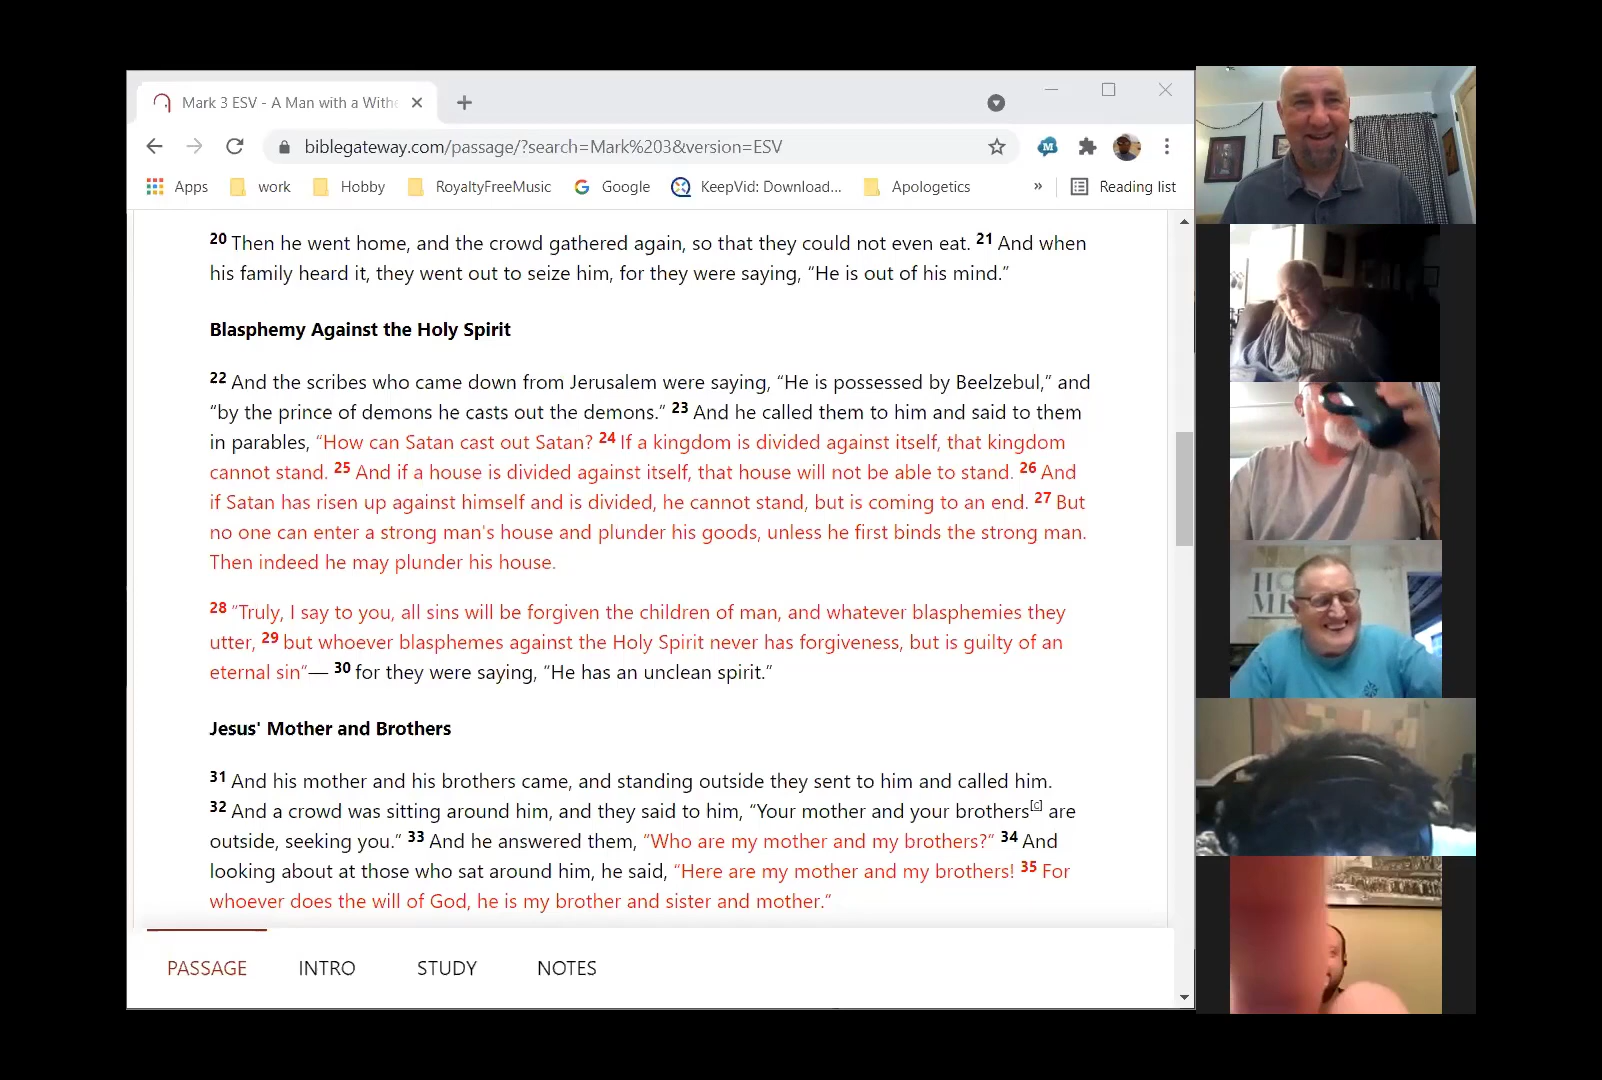 Mark 3 ESV - A Man with a Withe
biblegateway.com/passage/?search=Mark%203&version=ESV
M
Apps work Hobby RoyaltyFreeMusic Google KeepVid: Download... Apologetics » Reading list
20 Then he went home, and the crowd gathered again, so that they could not even eat. 21 And when
his family heard it, they went out to seize him, for they were saying, “He is out of his mind.”
Blasphemy Against the Holy Spirit
22 And the scribes who came down from Jerusalem were saying, “He is possessed by Beelzebul,” and
“by the prince of demons he casts out the demons.” 23 And he called them to him and said to them
in parables, “How can Satan cast out Satan? 24 If a kingdom is divided against itself, that kingdom
cannot stand. 25 And if a house is divided against itself, that house will not be able to stand. 26 And
if Satan has risen up against himself and is divided, he cannot stand, but is coming to an end. 27 But
no one can enter a strong man's house and plunder his goods, unless he first binds the strong man.
Then indeed he may plunder his house.
28 “Truly, I say to you, all sins will be forgiven the children of man, and whatever blasphemies they
utter, 29 but whoever blasphemes against the Holy Spirit never has forgiveness, but is guilty of an
eternal sin”— 30 for they were saying, “He has an unclean spirit.”
Jesus' Mother and Brothers
31 And his mother and his brothers came, and standing outside they sent to him and called him.
32 And a crowd was sitting around him, and they said to him, “Your mother and your brothers[c] are
outside, seeking you.” 33 And he answered them, “Who are my mother and my brothers?” 34 And
looking about at those who sat around him, he said, “Here are my mother and my brothers! 35 For
whoever does the will of God, he is my brother and sister and mother.”
PASSAGE INTRO STUDY NOTES